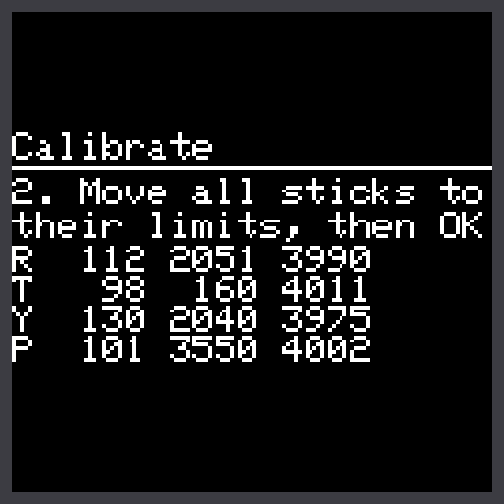 Calibrate
2. Move all sticks to
their limits, then OK
R  112 2051 3990
T   98  160 4011
Y  130 2040 3975
P  101 3550 4002